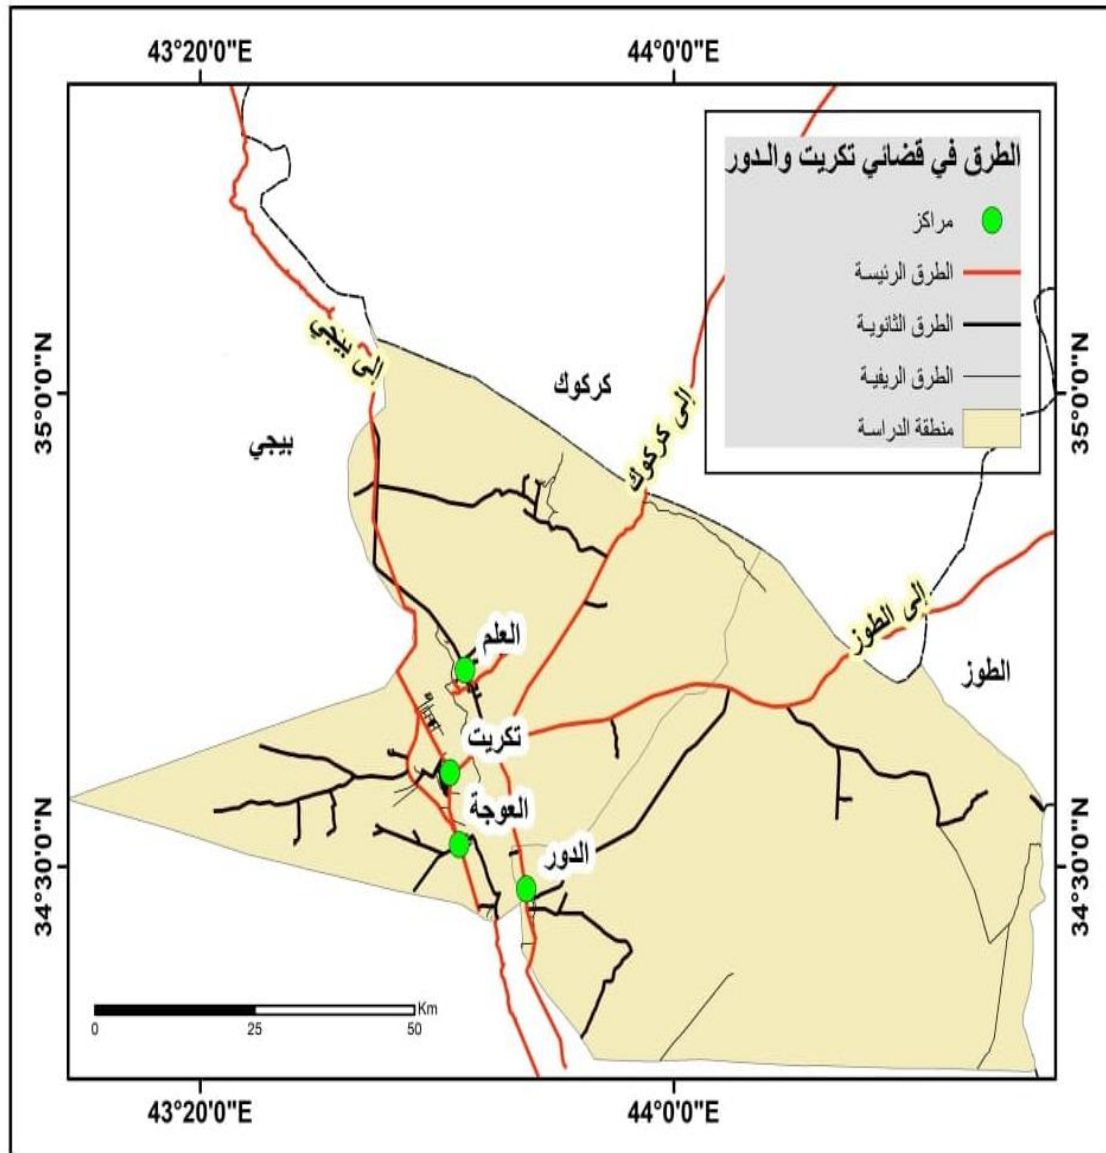 43°20'0"E
44°0'0"E
الطرق في قضائي تكريت والدور
مراكز
الطرق الرئيسة
الطرق الثانوية
الطرق الريفية
منطقة الدراسة
35°0'0"N
35°0'0"N
إلى بيجي
كركوك
إلى كركوك
بيجي
إلى الطوز
الطوز
العلم
تكريت
العوجة
الدور
34°30'0"N
34°30'0"N
Km
0
25
50
43°20'0"E
44°0'0"E